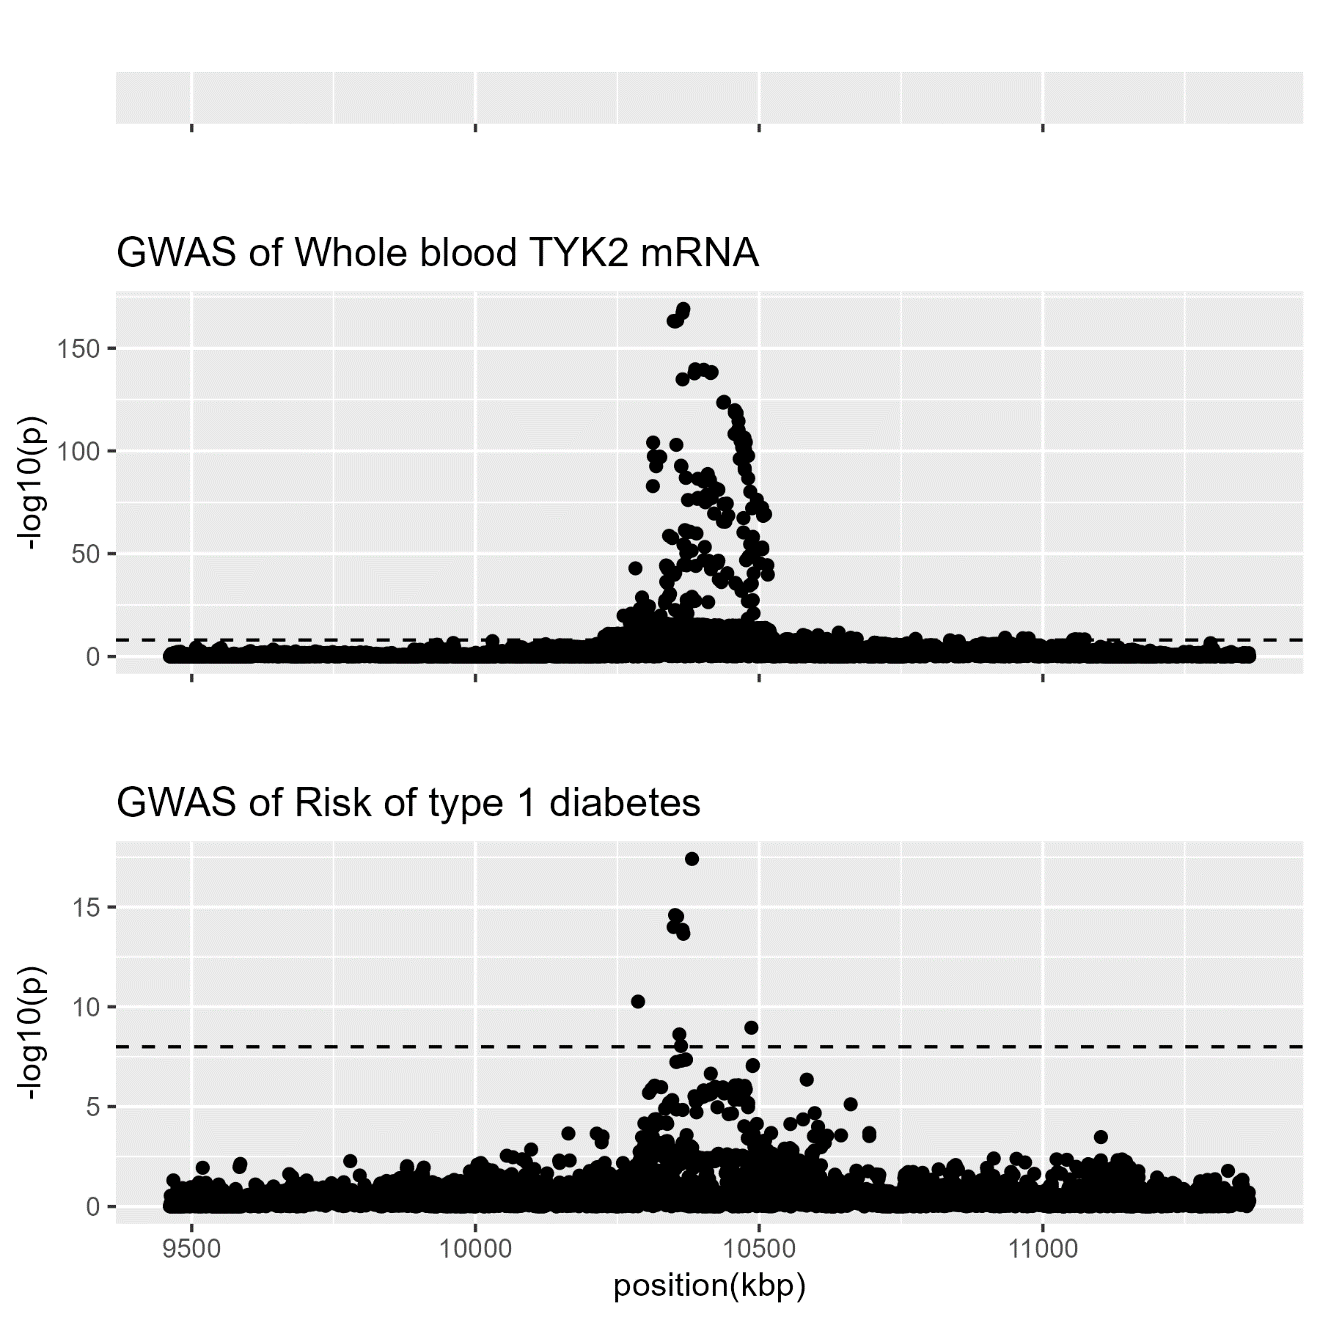 GWAS of Whole blood TYK2 mRNA
-log10(p)
150
100
50
0
GWAS of Risk of type 1 diabetes
-log10(p)
15
10
5
0
9500 10000 10500 11000
position(kbp)